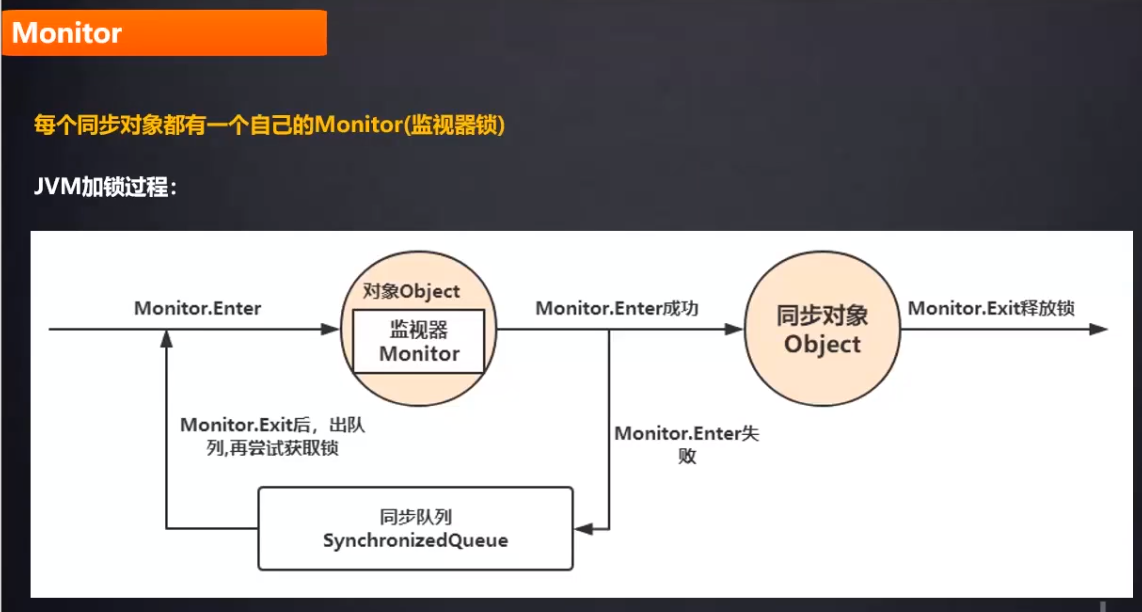 Monitor
每个同步对象都有一个自己的Monitor(监视器锁)
JVM加锁过程：
Monitor.Enter
对象Object
监视器
Monitor
Monitor.Enter成功
同步对象
Object
Monitor.Exit释放锁
Monitor.Exit后，出队
列,再尝试获取锁
Monitor.Enter失
败
同步队列
SynchronizedQueue